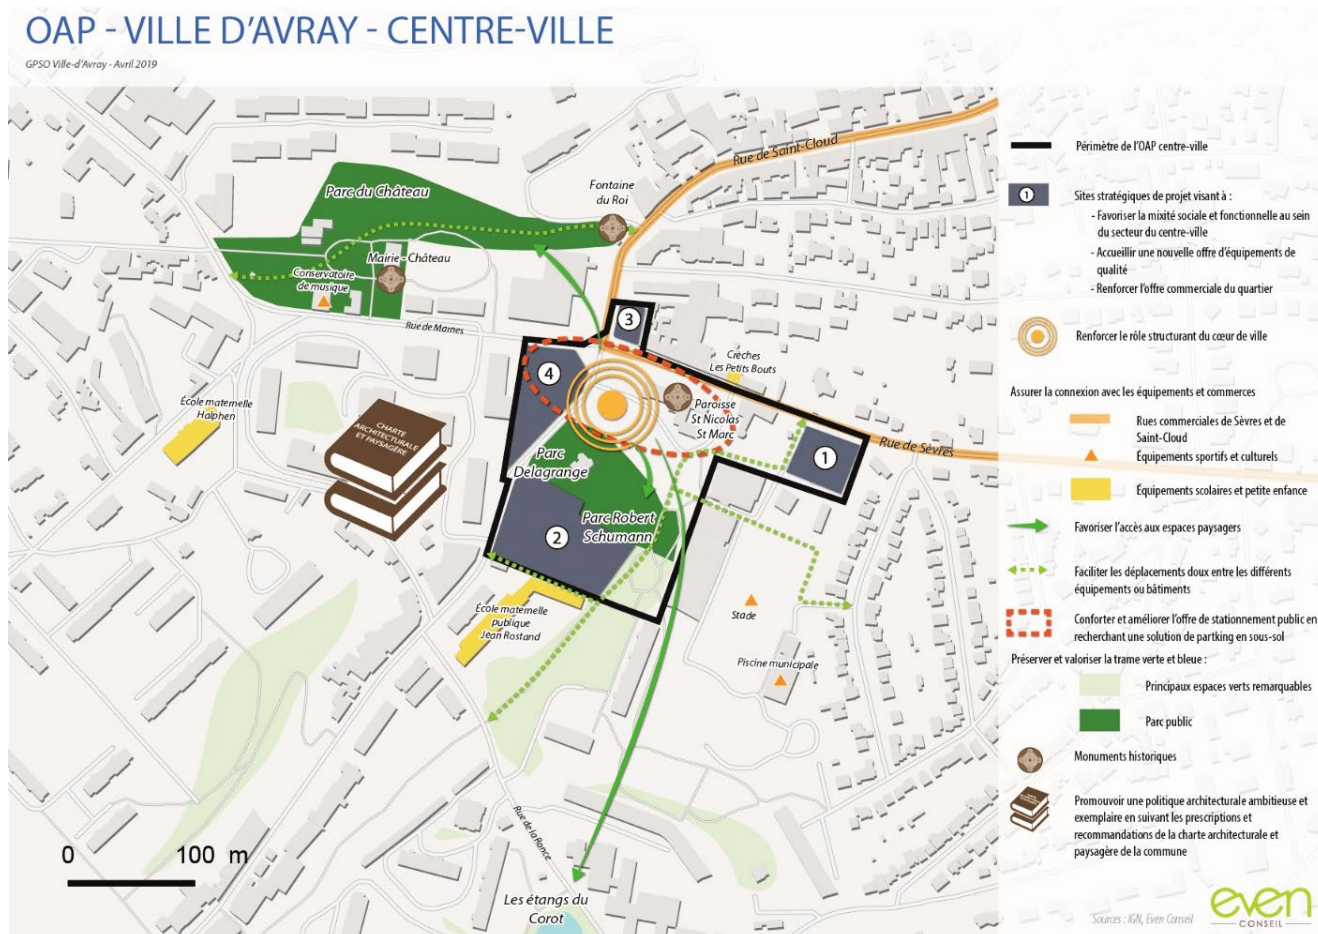 OAP - VILLE D'AVRAY - CENTRE-VILLE
GPSO Ville-d'Avray - Avril 2019
Rue de Saint-Cloud
Parc du Château
Fontaine
du Roi
Mairie - Château
Conservatoire
de musique
Rue de Marnes
3
Crèches
Les Petits Bouts
4
Paroisse
St Nicolas
St Marc
École maternelle
Halphen
CHARTE
ARCHITECTURALE
ET PAYSAGÈRE
Rue de Sèvres
1
Parc
Delagrange
Parc Robert
Schumann
2
École maternelle
publique
Jean Rostand
Stade
Piscine municipale
Rue de la Ronce
Les étangs du
Corot
0 100 m
Périmètre de l'OAP centre-ville
1
Sites stratégiques de projet visant à :
- Favoriser la mixité sociale et fonctionnelle au sein
du secteur du centre-ville
- Accueillir une nouvelle offre d'équipements de
qualité
- Renforcer l'offre commerciale du quartier
Renforcer le rôle structurant du cœur de ville
Assurer la connexion avec les équipements et commerces
Rues commerciales de Sèvres et de
Saint-Cloud
Équipements sportifs et culturels
Équipements scolaires et petite enfance
Favoriser l'accès aux espaces paysagers
Faciliter les déplacements doux entre les différents
équipements ou bâtiments
Conforter et améliorer l'offre de stationnement public en
recherchant une solution de partking en sous-sol
Préserver et valoriser la trame verte et bleue :
Principaux espaces verts remarquables
Parc public
Monuments historiques
Promouvoir une politique architecturale ambitieuse et
exemplaire en suivant les prescriptions et
recommandations de la charte architecturale et
paysagère de la commune
Sources : IGN, Even Conseil
even
CONSEIL